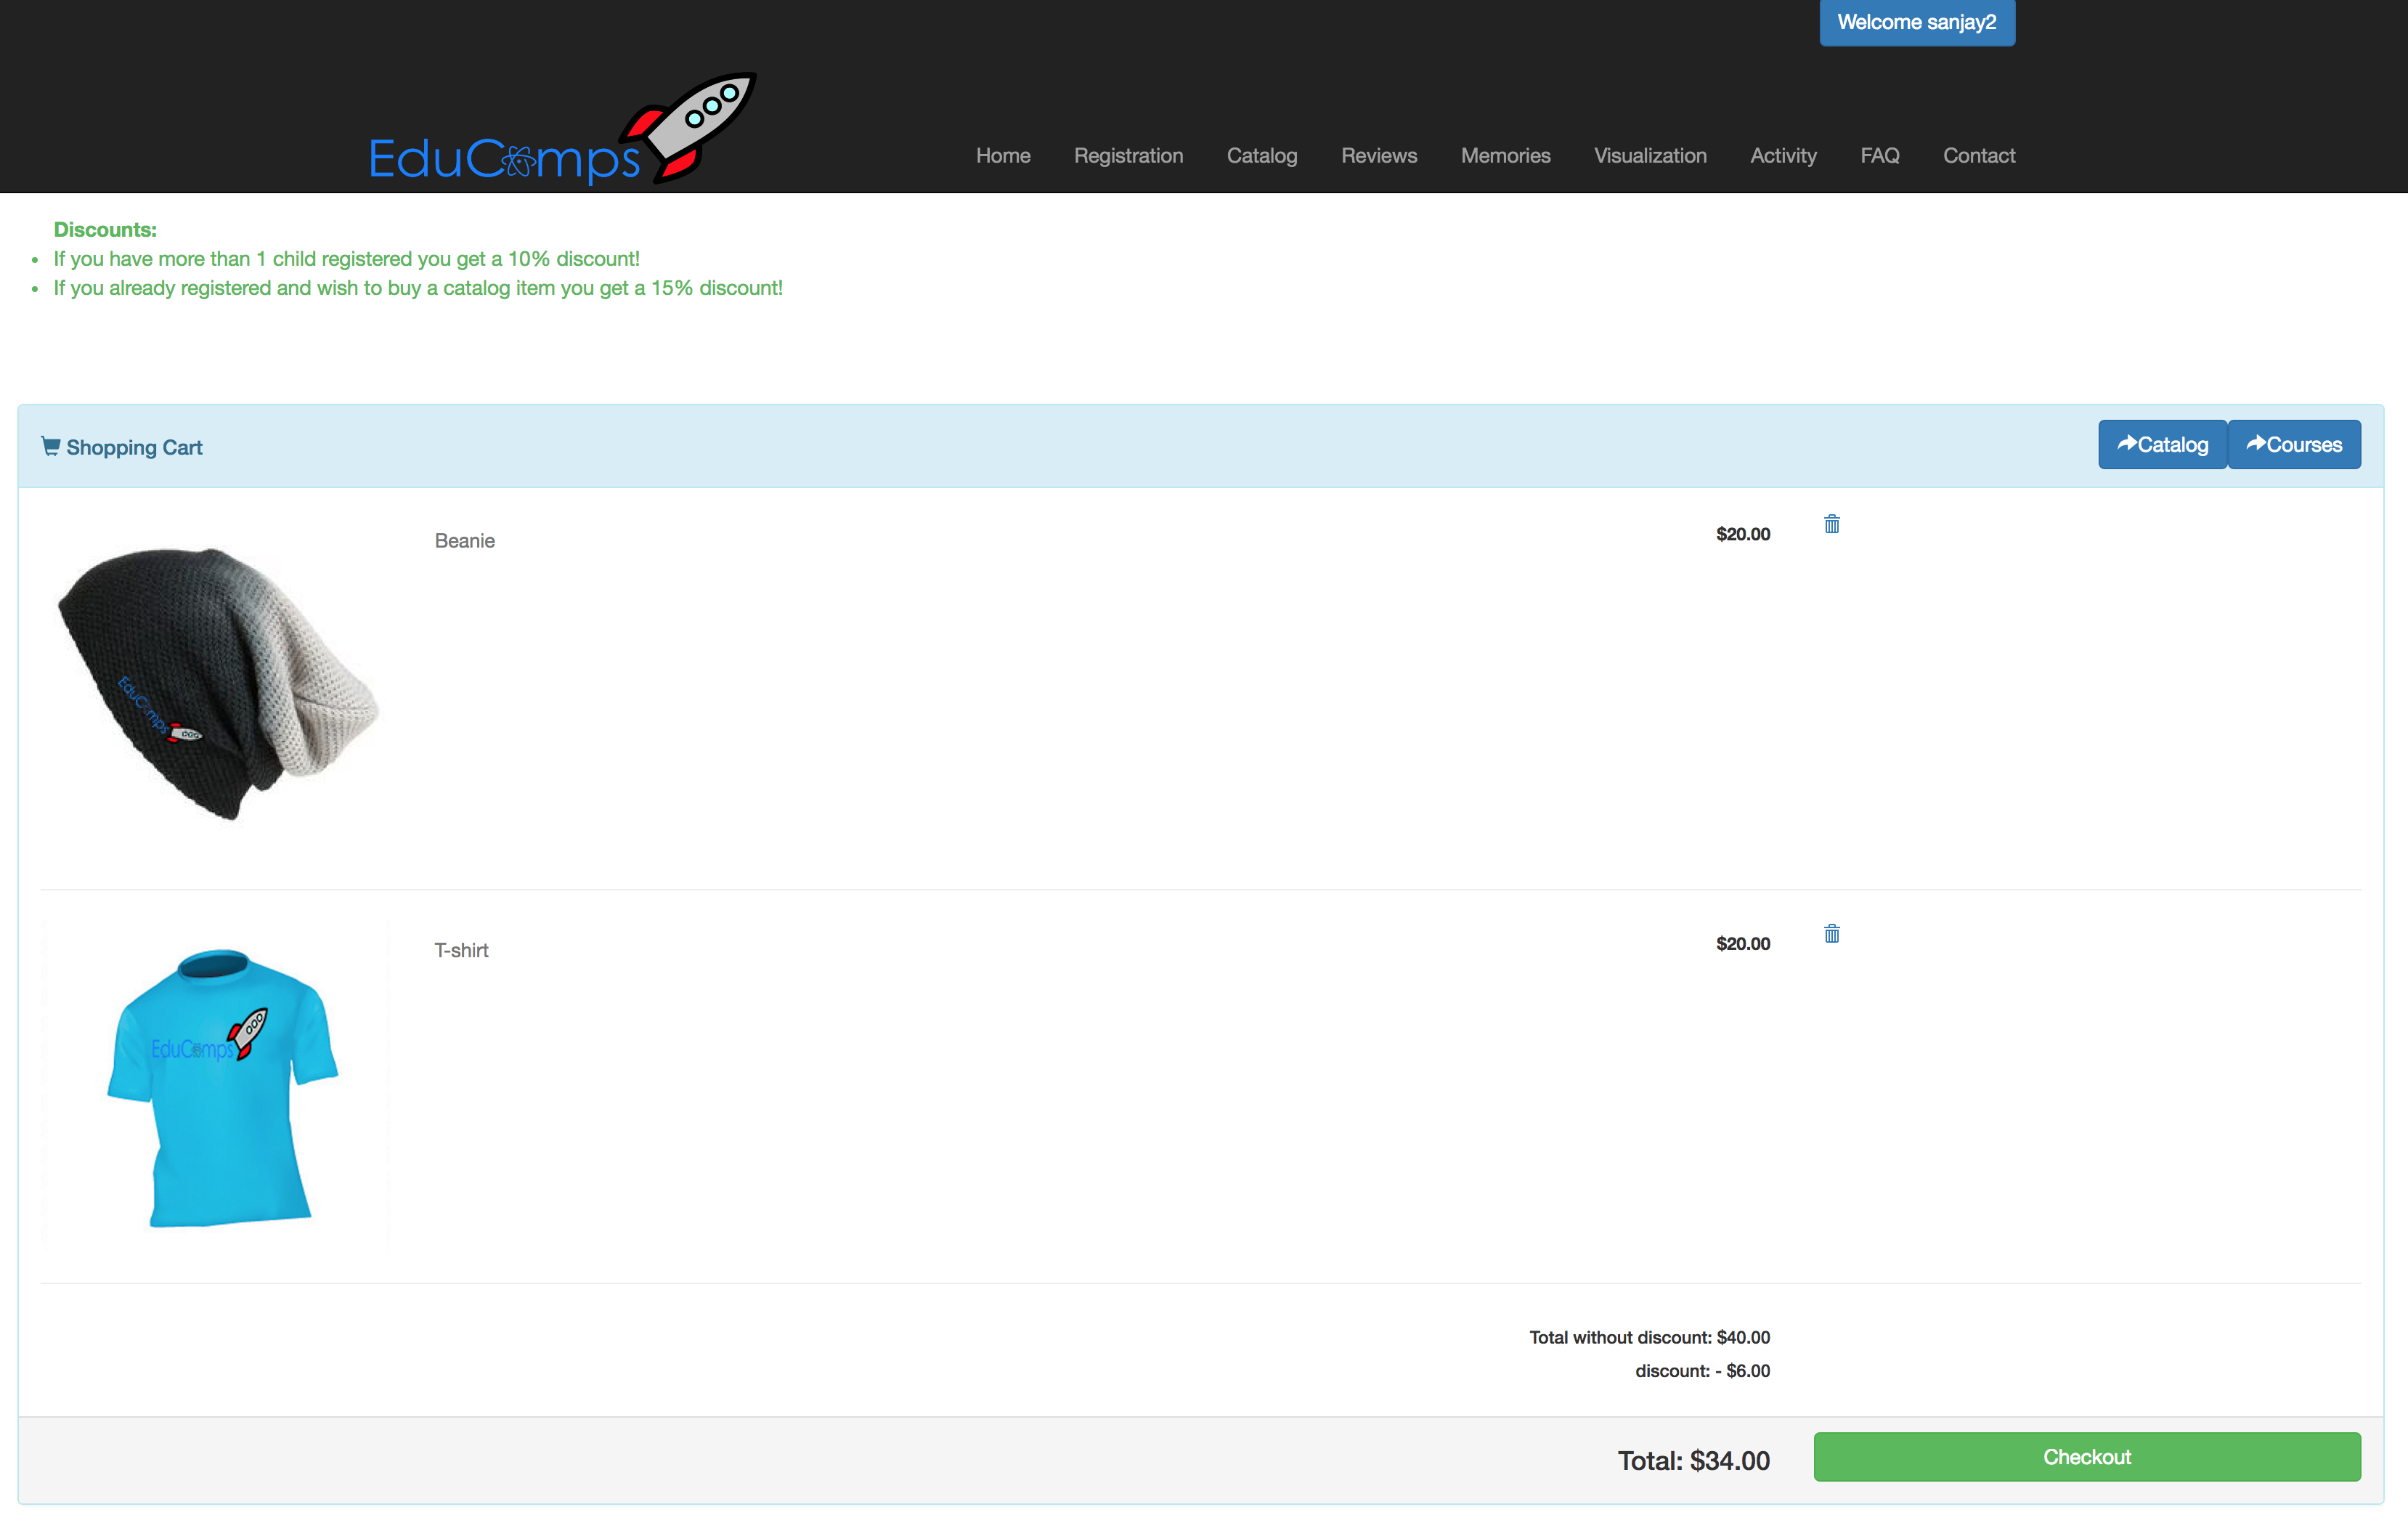 Welcome sanjay2
EduCamps
Home Registration Catalog Reviews Memories Visualization Activity FAQ Contact
Discounts:
If you have more than 1 child registered you get a 10% discount!
If you already registered and wish to buy a catalog item you get a 15% discount!
Shopping Cart
Catalog Courses
Beanie $20.00
EduCamps
T-shirt $20.00
EduCamps
Total without discount: $40.00
discount: - $6.00
Total: $34.00 Checkout